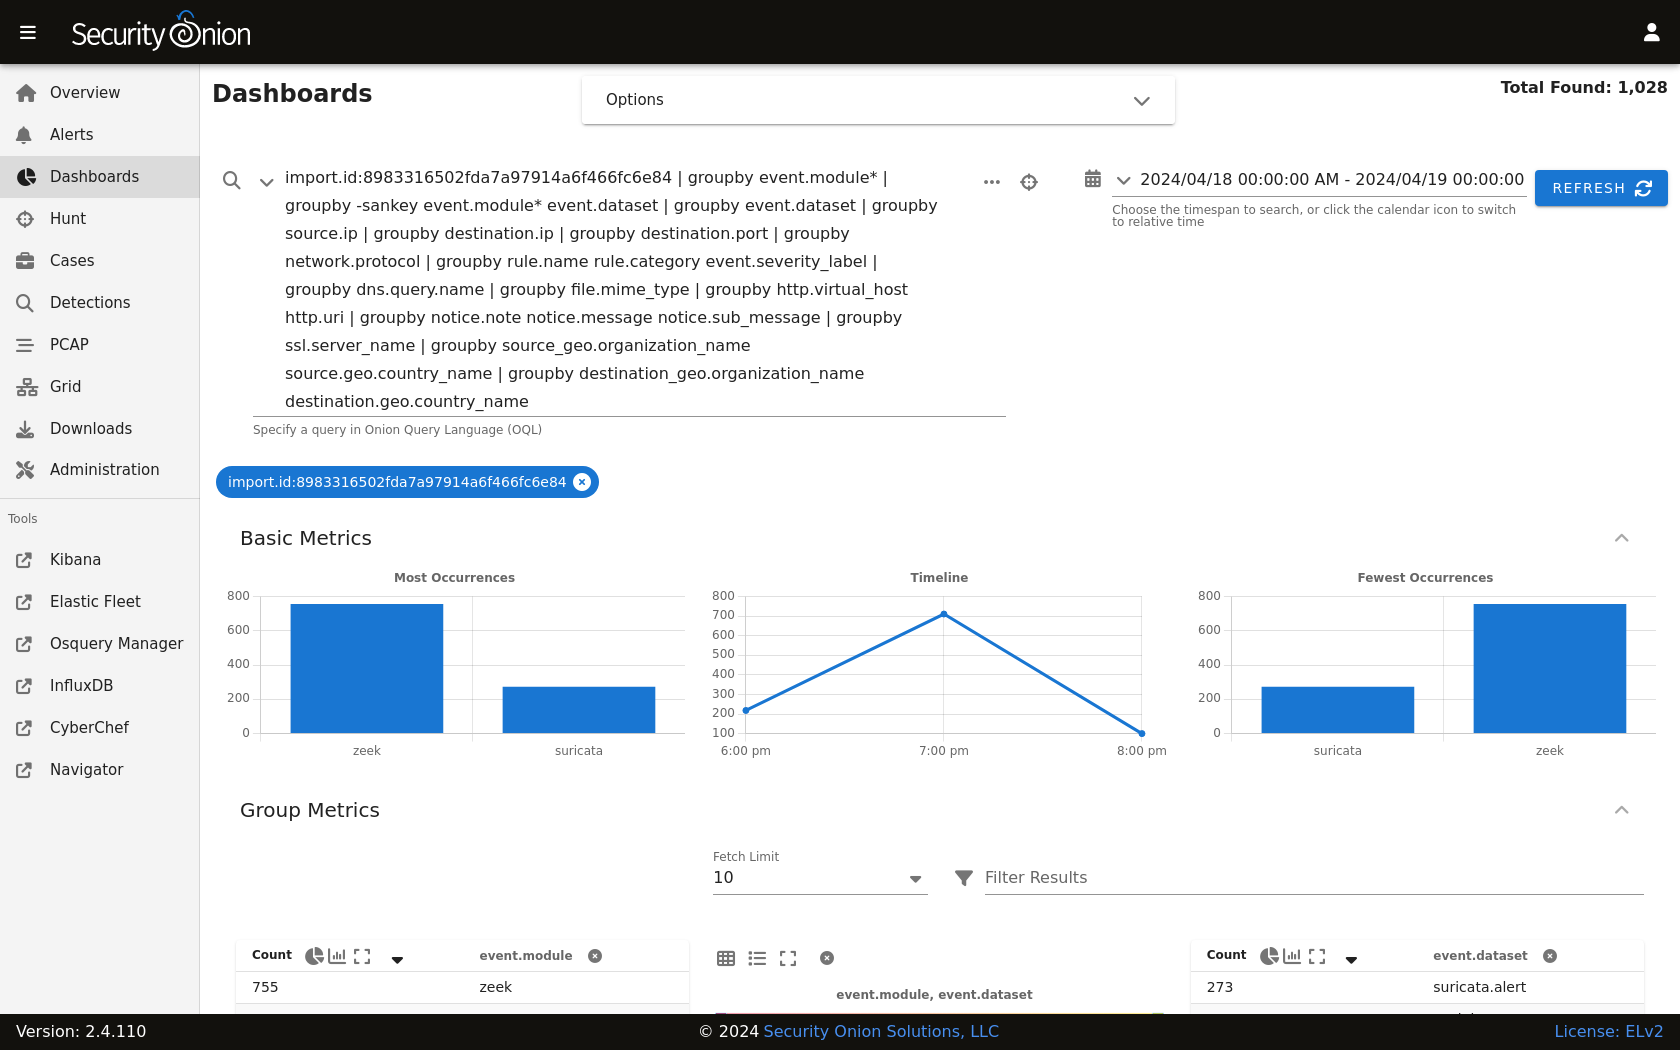 Security Onion
Overview
Alerts
Dashboards
Hunt
Cases
Detections
PCAP
Grid
Downloads
Administration
Tools
Kibana
Elastic Fleet
Osquery Manager
InfluxDB
CyberChef
Navigator
Dashboards
Options
Total Found: 1,028
import.id:8983316502fda7a97914a6f466fc6e84 | groupby event.module* |
groupby -sankey event.module* event.dataset | groupby event.dataset | groupby
source.ip | groupby destination.ip | groupby destination.port | groupby
network.protocol | groupby rule.name rule.category event.severity_label |
groupby dns.query.name | groupby file.mime_type | groupby http.virtual_host
http.uri | groupby notice.note notice.message notice.sub_message | groupby
ssl.server_name | groupby source_geo.organization_name
source.geo.country_name | groupby destination_geo.organization_name
destination.geo.country_name
Specify a query in Onion Query Language (OQL)
2024/04/18 00:00:00 AM - 2024/04/19 00:00:00
Choose the timespan to search, or click the calendar icon to switch
to relative time
REFRESH
import.id:8983316502fda7a97914a6f466fc6e84
Basic Metrics
Most Occurrences
800
600
400
200
0
zeek suricata
Timeline
800
700
600
500
400
300
200
100
6:00 pm 7:00 pm 8:00 pm
Fewest Occurrences
800
600
400
200
0
suricata zeek
Group Metrics
Fetch Limit
10
Filter Results
Count event.module
755 zeek
event.module, event.dataset
Count event.dataset
273 suricata.alert
Version: 2.4.110
© 2024 Security Onion Solutions, LLC
License: ELv2